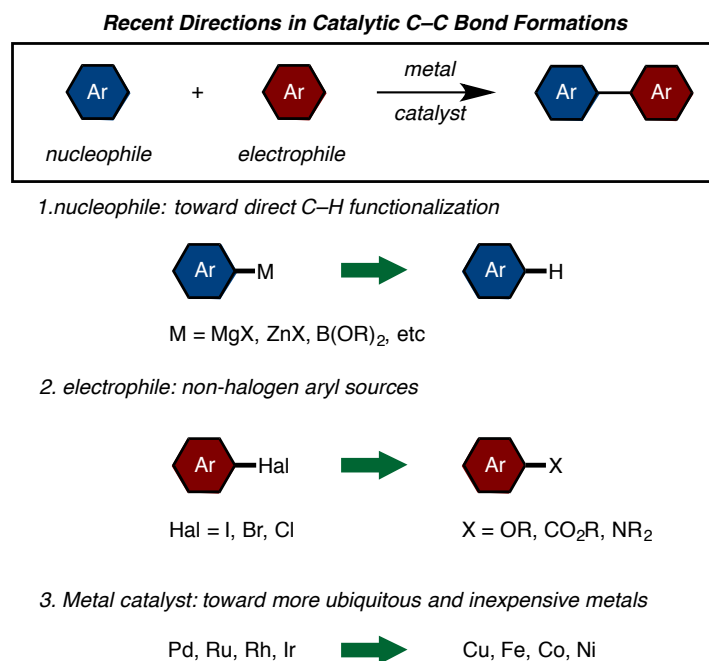 Recent Directions in Catalytic C–C Bond Formations
Ar + Ar metal catalyst Ar Ar
nucleophile electrophile
1.nucleophile: toward direct C–H functionalization
Ar M Ar H
M = MgX, ZnX, B(OR)2, etc
2. electrophile: non-halogen aryl sources
Ar Hal Ar X
Hal = I, Br, Cl X = OR, CO2R, NR2
3. Metal catalyst: toward more ubiquitous and inexpensive metals
Pd, Ru, Rh, Ir Cu, Fe, Co, Ni